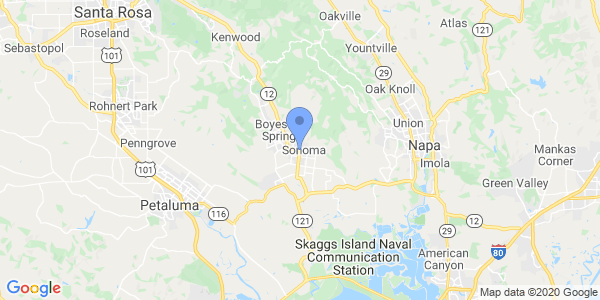 Santa Rosa
Oakville
Atlas
121
Roseland
Kenwood
Yountville
Sebastopol
101
29
12
Oak Knoll
Rohnert Park
Boyes
Spring
Union
Penngrove
Sonoma
Napa
Mankas
Corner
Imola
101
Green Valley
Petaluma
116
121
12
29
80
Skaggs Island Naval
Communication
Station
American
Canyon
Google
Map data ©2020 Google